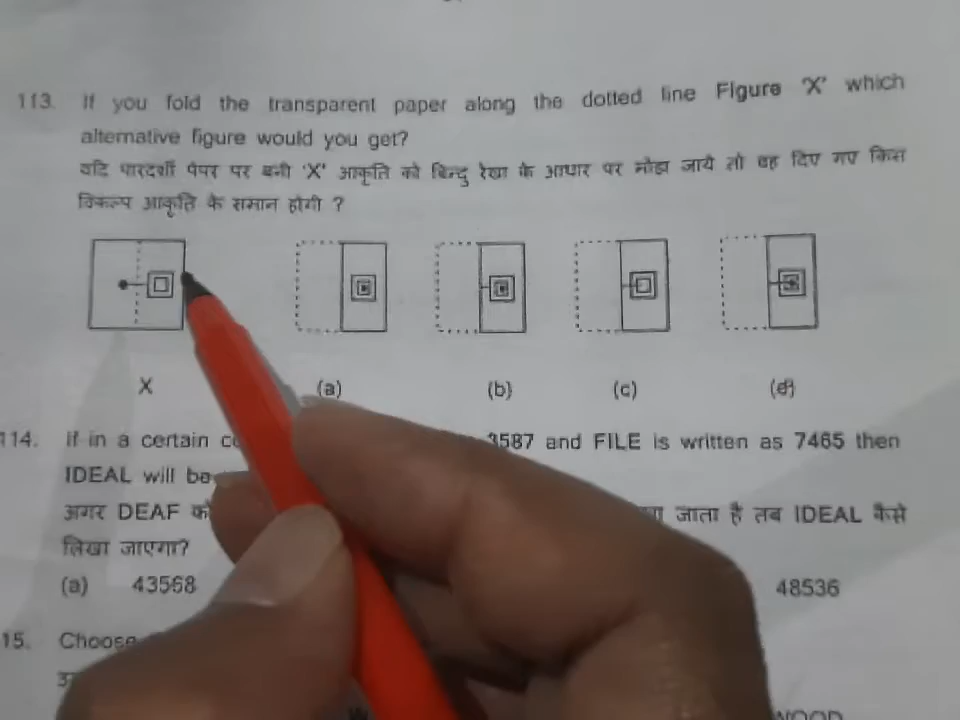 113. If you fold the transparent paper along the dotted line Figure 'X' which
alternative figure would you get?
यदि पारदर्शी पेपर पर बनी 'X' आकृति को बिन्दु रेखा के आधार पर मोड़ा जाये तो वह दिए गए किस
विकल्प आकृति के समान होगी ?
X (a) (b) (c) (d)
114. If in a certain 3587 and FILE is written as 7465 then
IDEAL will be
अगर DEAF को जाता है तब IDEAL कैसे
लिखा जाएगा?
(a) 43568 48536
15. Choose
WOOD